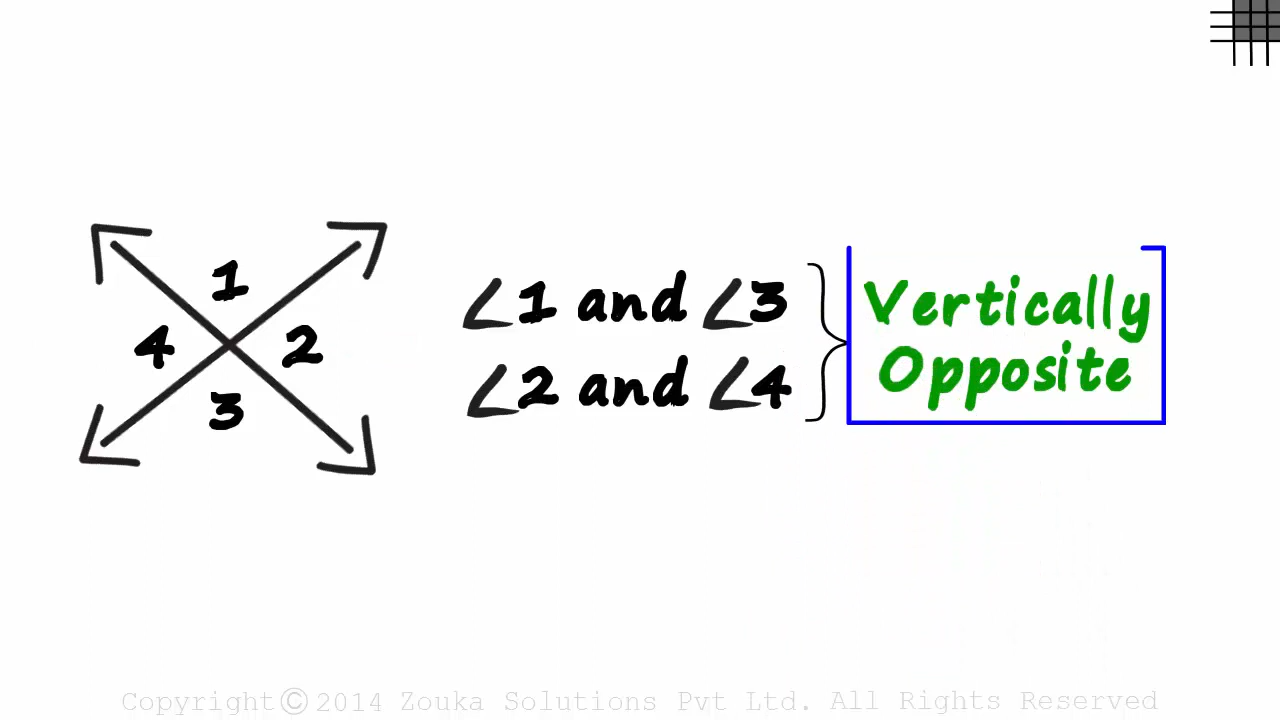 1
4 2
3
∠1 and ∠3
∠2 and ∠4
Vertically
Opposite
Copyright©2014 Zouka Solutions Pvt Ltd. All Rights Reserved